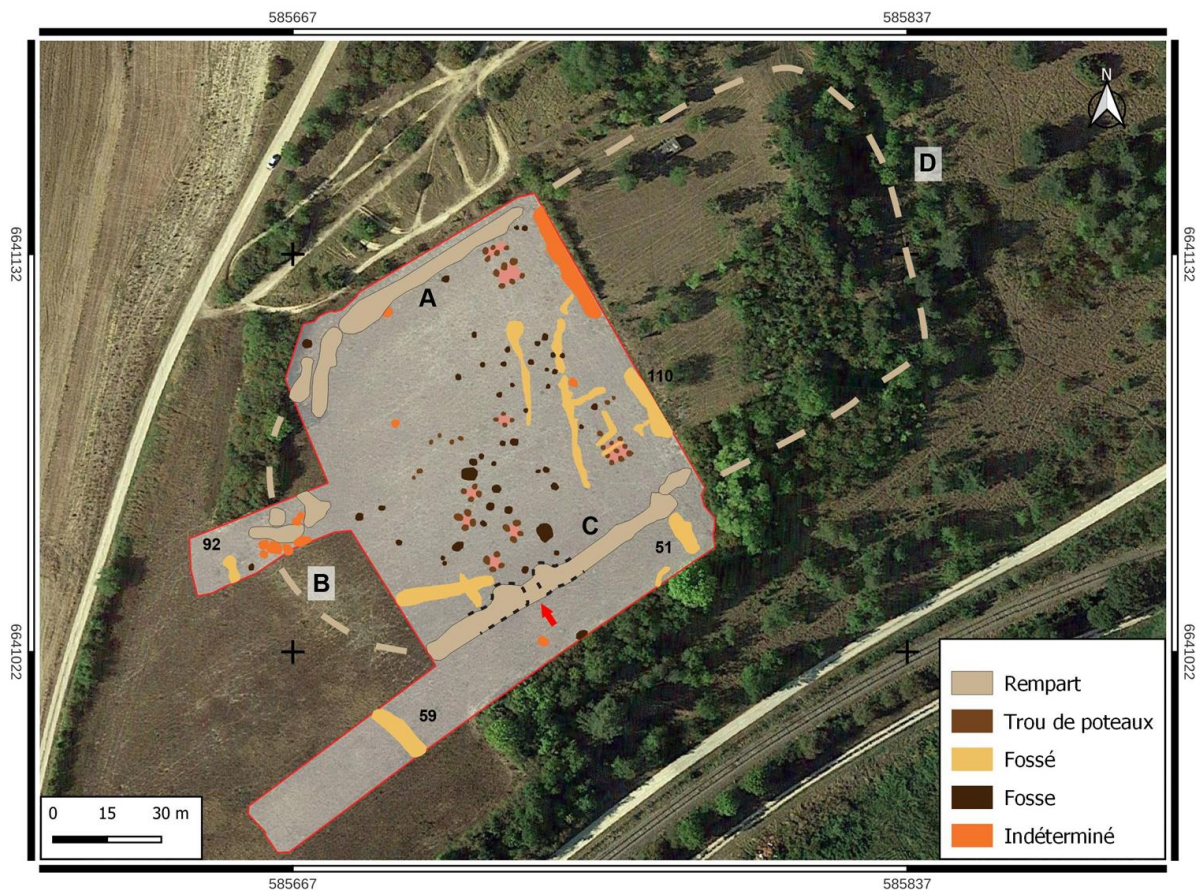 585667
585837
N
D
6641132
6641132
A
110
C
92
51
B
6641022
6641022
59
Rempart
Trou de poteaux
Fossé
Fosse
Indéterminé
0 15 30 m
585667
585837